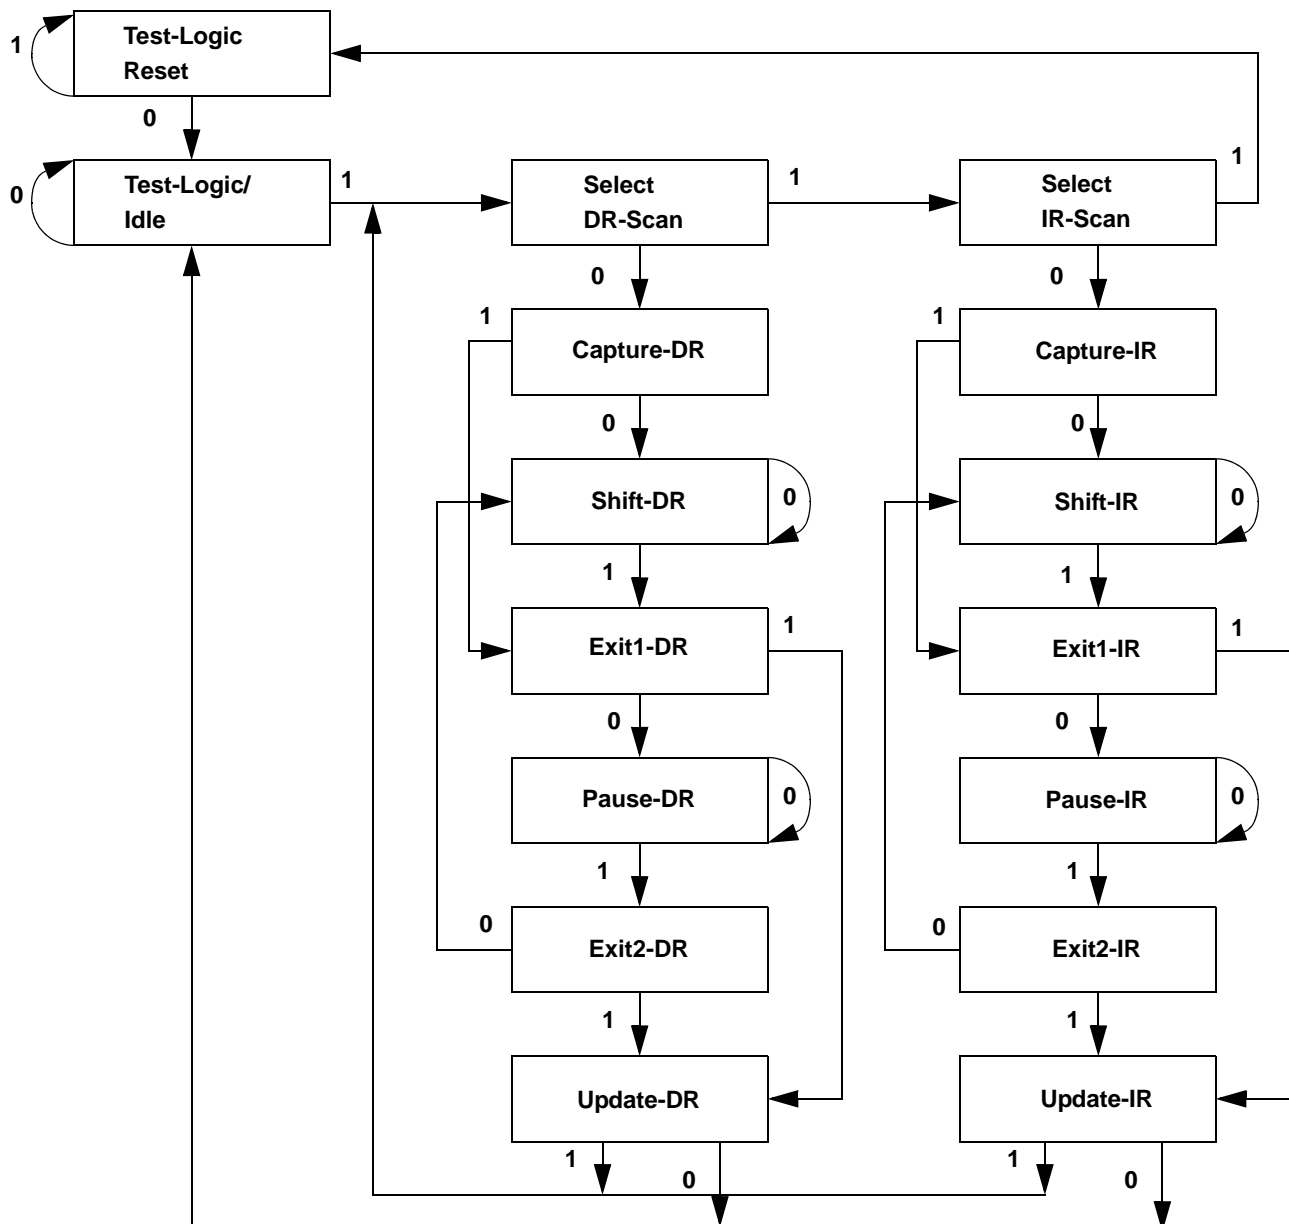 Test-Logic
Reset
1
0
Test-Logic/
Idle
0
1
Select
DR-Scan
1
Select
IR-Scan
1
0
0
1
Capture-DR
1
Capture-IR
0
0
Shift-DR
0
Shift-IR
0
1
1
Exit1-DR
1
Exit1-IR
1
0
0
Pause-DR
0
Pause-IR
0
1
1
0
Exit2-DR
0
Exit2-IR
1
1
Update-DR
Update-IR
1
0
1
0